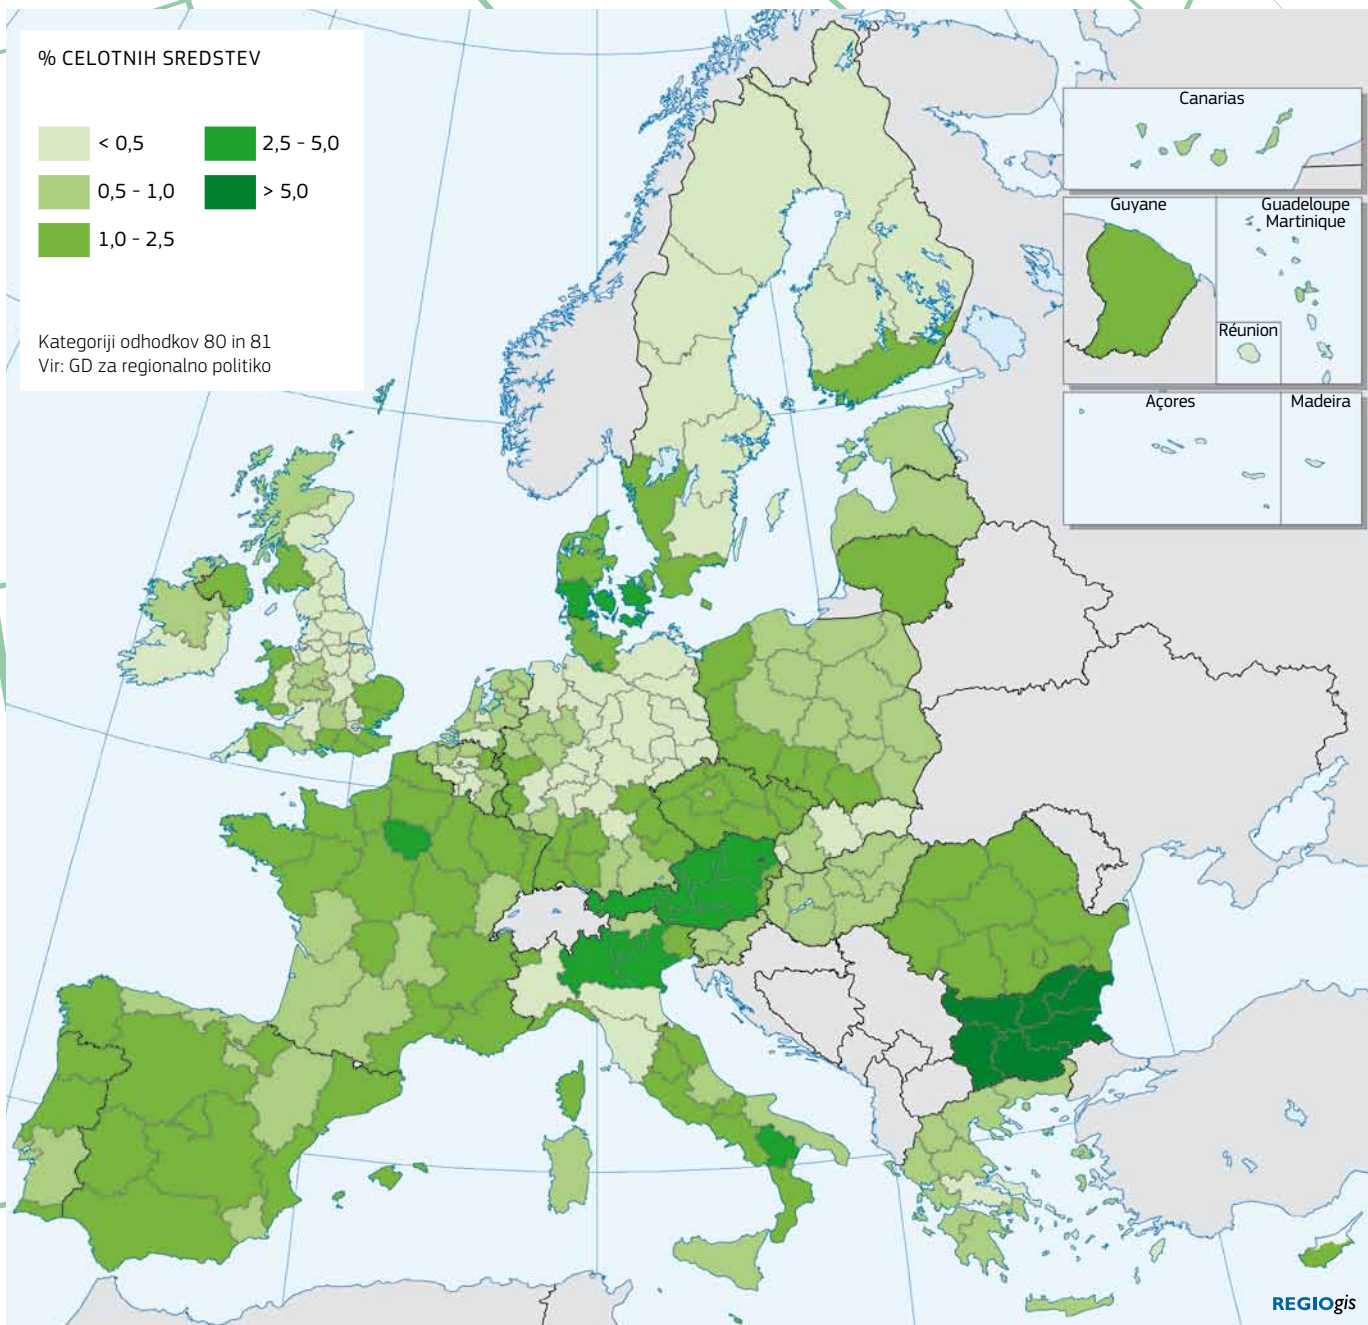 % CELOTNIH SREDSTEV
< 0,5
2,5 - 5,0
0,5 - 1,0
> 5,0
1,0 - 2,5
Kategoriji odhodkov 80 in 81
Vir: GD za regionalno politiko
Canarias
Guyane
Guadeloupe
Martinique
Réunion
Açores
Madeira
REGIOgis